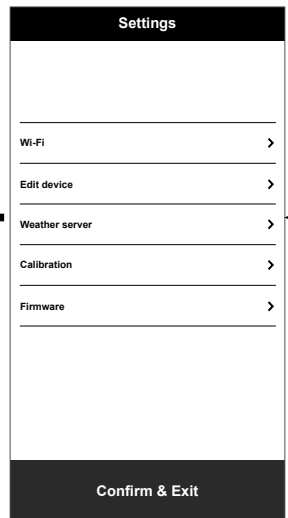 Settings
Wi-Fi
Edit device
Weather server
Calibration
Firmware
Confirm & Exit